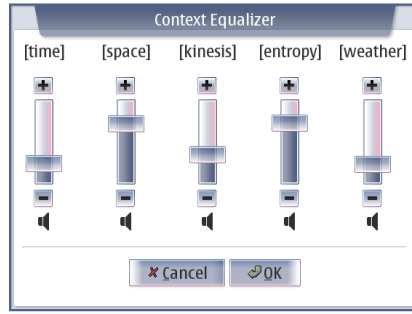 Context Equalizer
[time] [space] [kinesis] [entropy] [weather]
Cancel OK